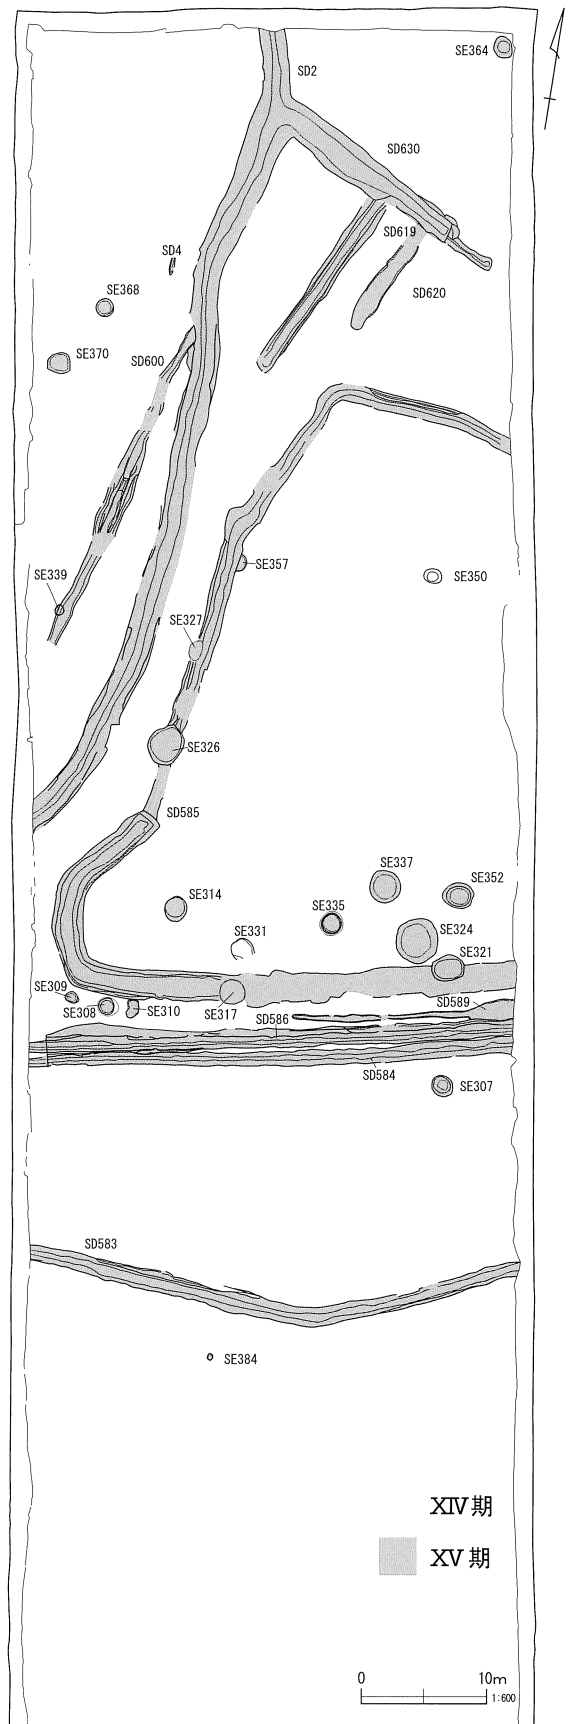 SE364
SD2
SD630
SD619
SD4
SD620
SE368
SE370
SD600
SE357
SE350
SE339
SE327
SE326
SD585
SE337
SE352
SE314
SE335
SE324
SE331
SE321
SE309
SD589
SE308
SE310
SE317
SD586
SD584
SE307
SD583
SE384
XIV期
XV期
0 10m
1:600